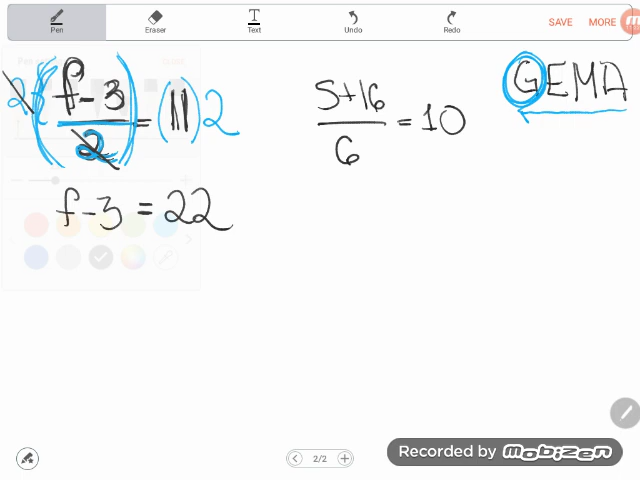 Pen Eraser Text Undo Redo SAVE MORE
2(f-3/2) = (11)2
f-3 = 22
S+16/6 = 10
GEMA
2/2
Recorded by mobizen